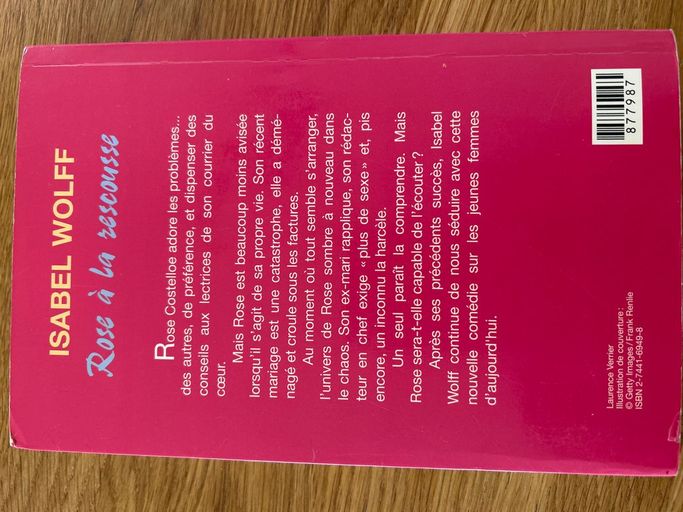 ISABEL WOLFF
Rose à la rescousse
Rose Costelloe adore les problèmes...
des autres, de préférence, et dispenser des
conseils aux lectrices de son courrier du
cœur.
Mais Rose est beaucoup moins avisée
lorsqu'il s'agit de sa propre vie. Son récent
mariage est une catastrophe, elle a démé-
nagé et croule sous les factures.
Au moment où tout semble s'arranger,
l'univers de Rose sombre à nouveau dans
le chaos. Son ex-mari rapplique, son rédac-
teur en chef exige « plus de sexe » et, pis
encore, un inconnu la harcèle.
Un seul paraît la comprendre. Mais
Rose sera-t-elle capable de l'écouter ?
Après ses précédents succès, Isabel
Wolff continue de nous séduire avec cette
nouvelle comédie sur les jeunes femmes
d'aujourd'hui.
Laurence Verrier
Illustration de couverture :
© Getty Images / Frank Renlie
ISBN 2-7441-6949-8
877987